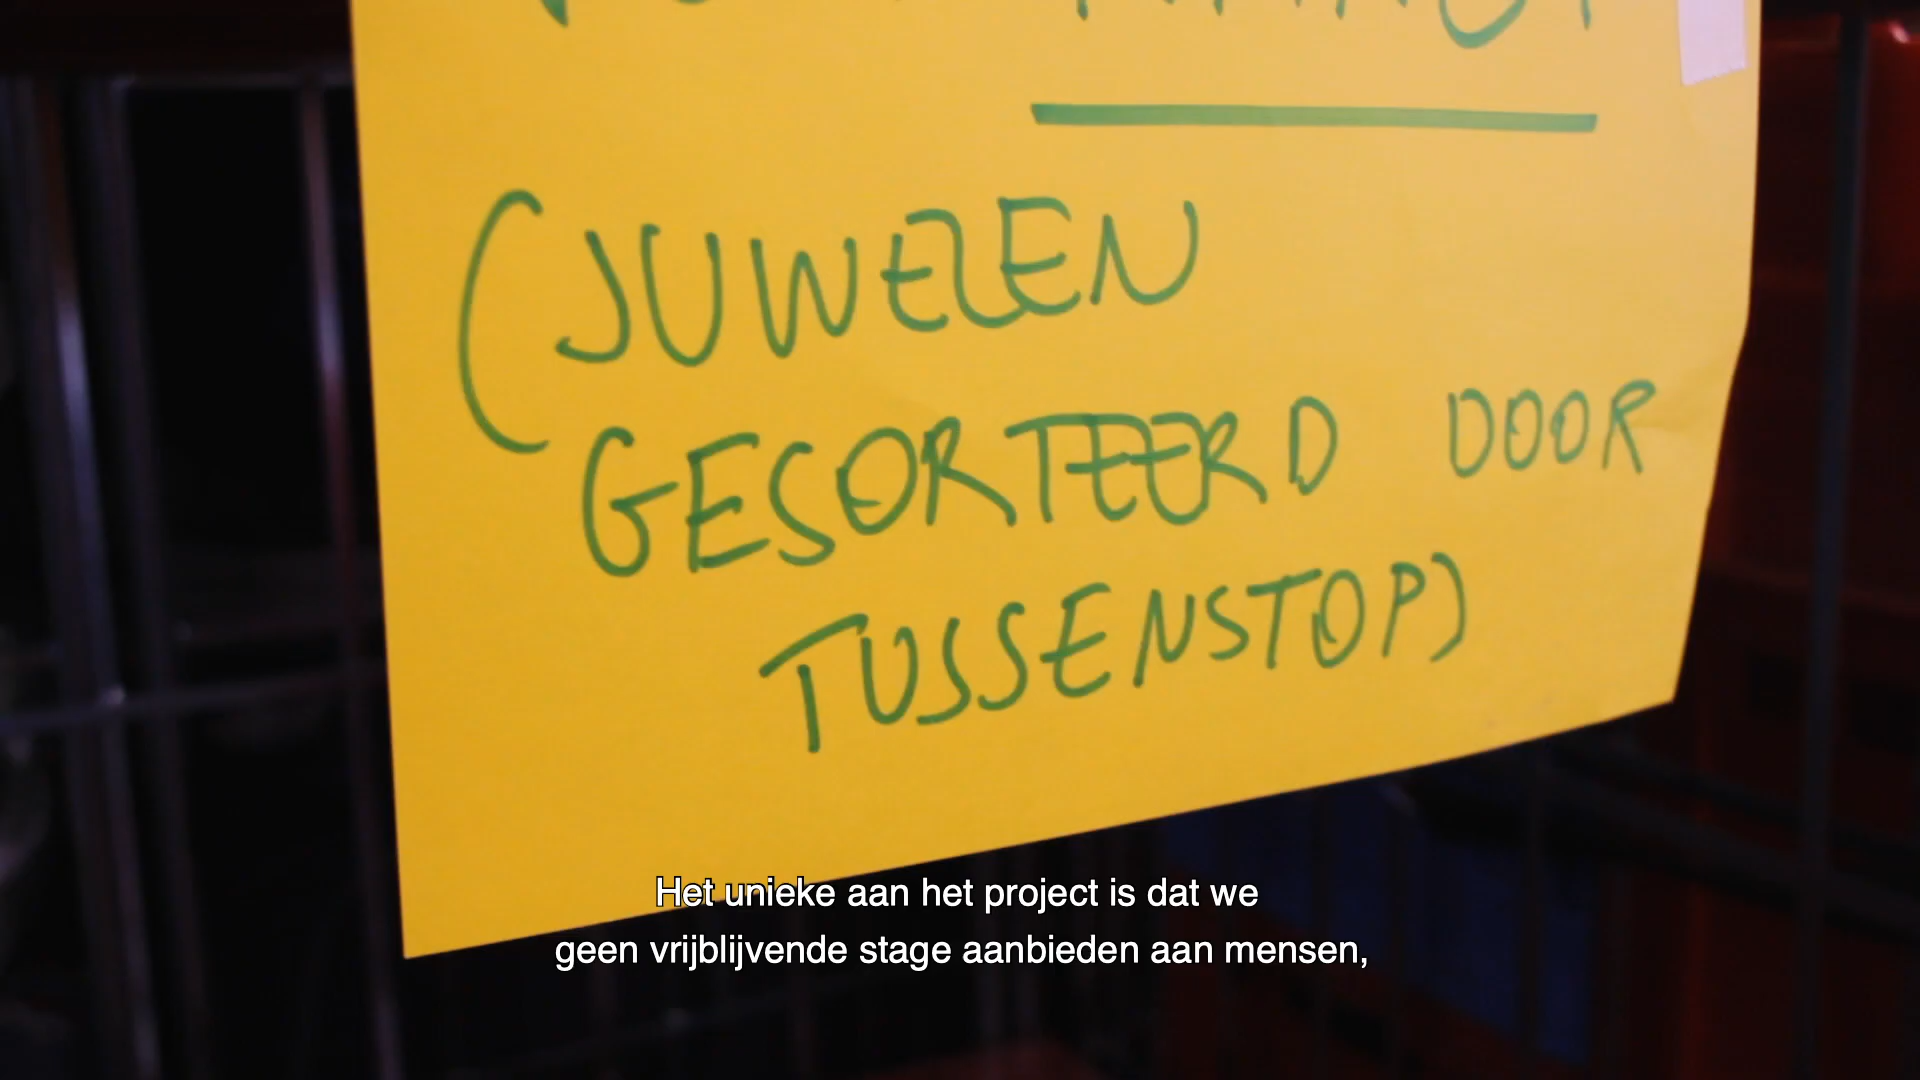 (JUWELEN
GESORTEERD DOOR
TUSSENSTOP)
Het unieke aan het project is dat we
geen vrijblijvende stage aanbieden aan mensen,